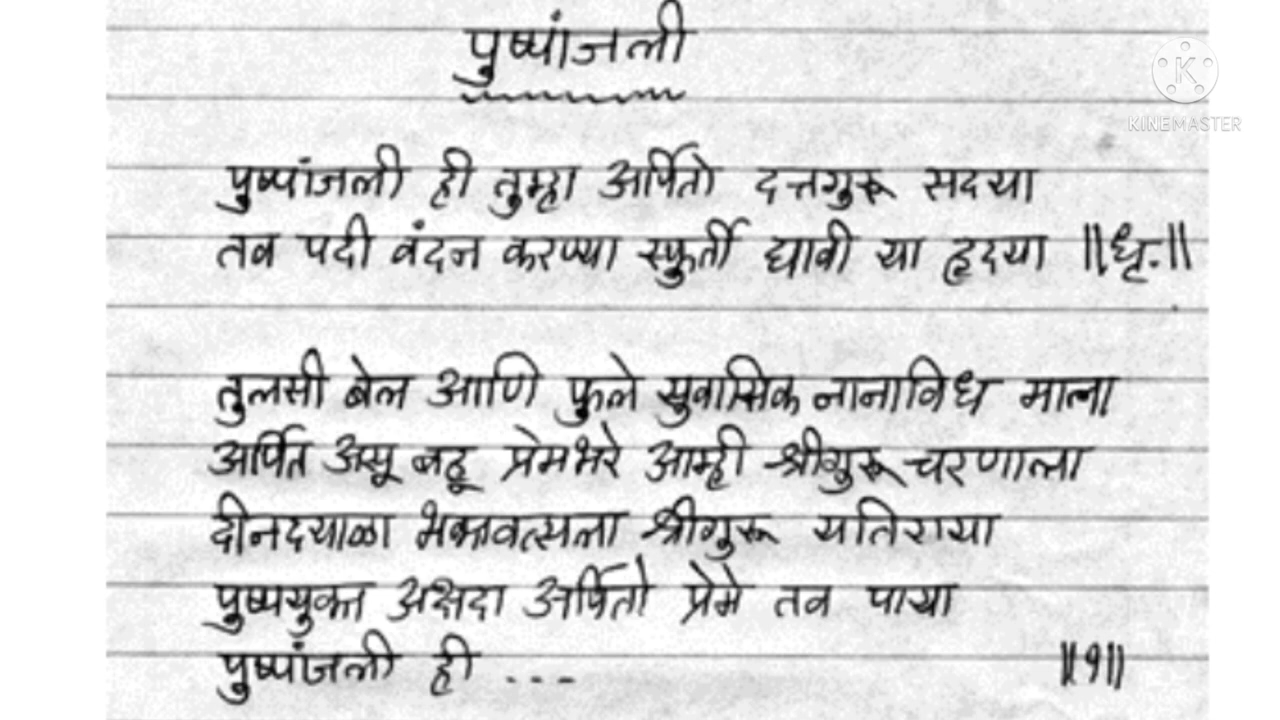 पुष्पांजली
KINEMASTER
पुष्पांजली ही तुम्हा अर्पितो दत्तगुरू सदया
तव पदी वंदन करण्या स्फुर्ती द्यावी या हृदया ||धृ.||
तुलसी बेल आणि फुले सुवासिक नानाविध माला
अर्पित असू बहू प्रेमभरे आम्ही श्रीगुरू चरणाला
दीनदयाळा भक्तवत्सला श्रीगुरू यतिराया
पुष्पयुक्त अक्षदा अर्पितो प्रेमे तव पाया
पुष्पांजली ही ... ||१||